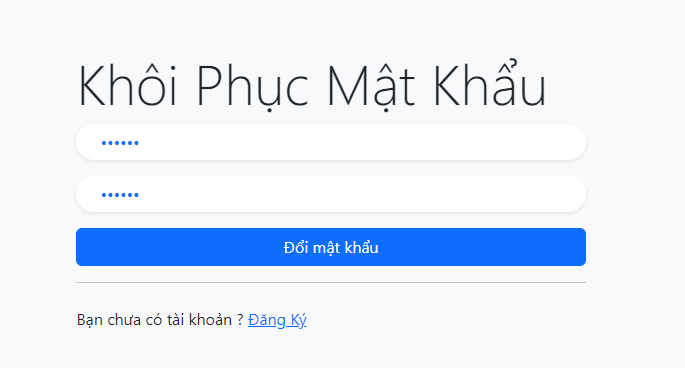 Khôi Phục Mật Khẩu
••••••
••••••
Đổi mật khẩu
Bạn chưa có tài khoản ? Đăng Ký